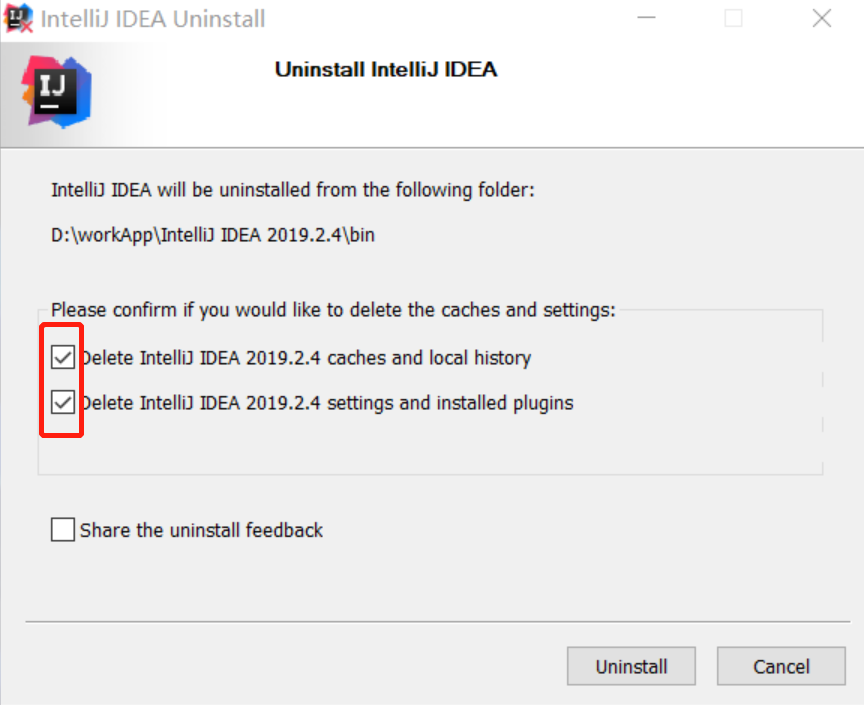 IntelliJ IDEA Uninstall
Uninstall IntelliJ IDEA
IJ
IntelliJ IDEA will be uninstalled from the following folder:
D:\workApp\IntelliJ IDEA 2019.2.4\bin
Please confirm if you would like to delete the caches and settings:
Delete IntelliJ IDEA 2019.2.4 caches and local history
Delete IntelliJ IDEA 2019.2.4 settings and installed plugins
Share the uninstall feedback
Uninstall Cancel